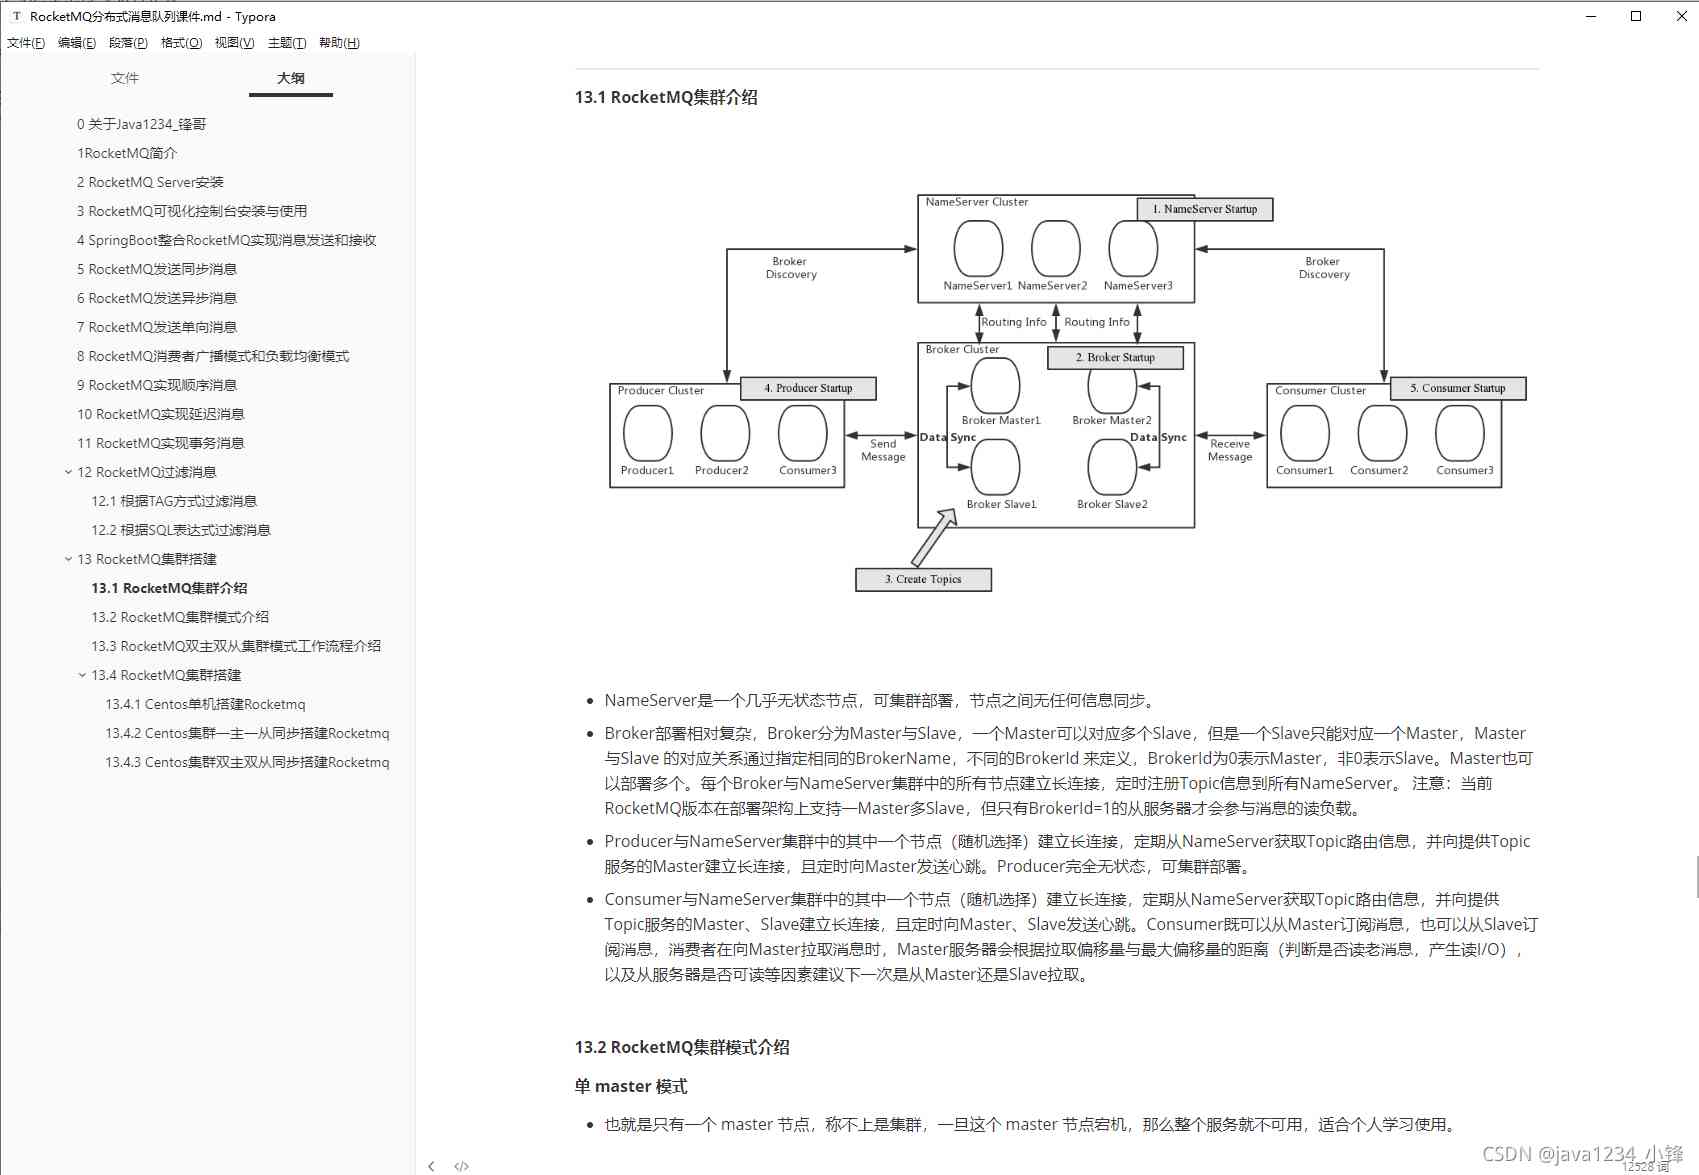 RocketMQ分布式消息队列课件.md - Typora
文件(F) 编辑(E) 段落(P) 格式(O) 视图(V) 主题(T) 帮助(H)
文件 大纲
0 关于Java1234_锋哥
1RocketMQ简介
2 RocketMQ Server安装
3 RocketMQ可视化控制台安装与使用
4 SpringBoot整合RocketMQ实现消息发送和接收
5 RocketMQ发送同步消息
6 RocketMQ发送异步消息
7 RocketMQ发送单向消息
8 RocketMQ消费者广播模式和负载均衡模式
9 RocketMQ实现顺序消息
10 RocketMQ实现延迟消息
11 RocketMQ实现事务消息
12 RocketMQ过滤消息
12.1 根据TAG方式过滤消息
12.2 根据SQL表达式过滤消息
13 RocketMQ集群搭建
13.1 RocketMQ集群介绍
13.2 RocketMQ集群模式介绍
13.3 RocketMQ双主双从集群模式工作流程介绍
13.4 RocketMQ集群搭建
13.4.1 Centos单机搭建Rocketmq
13.4.2 Centos集群一主一从同步搭建Rocketmq
13.4.3 Centos集群双主双从同步搭建Rocketmq
13.1 RocketMQ集群介绍
NameServer Cluster
1. NameServer Startup
NameServer1 NameServer2 NameServer3
Broker
Discovery
Broker
Discovery
Routing Info Routing Info
Broker Cluster
2. Broker Startup
Broker Master1 Broker Master2
Data Sync Data Sync
Broker Slave1 Broker Slave2
Producer Cluster
4. Producer Startup
Producer1 Producer2 Consumer3
Send
Message
Receive
Message
Consumer Cluster
5. Consumer Startup
Consumer1 Consumer2 Consumer3
3. Create Topics
• NameServer是一个几乎无状态节点，可集群部署，节点之间无任何信息同步。
• Broker部署相对复杂，Broker分为Master与Slave，一个Master可以对应多个Slave，但是一个Slave只能对应一个Master，Master
与Slave 的对应关系通过指定相同的BrokerName，不同的BrokerId 来定义，BrokerId为0表示Master，非0表示Slave。Master也可
以部署多个。每个Broker与NameServer集群中的所有节点建立长连接，定时注册Topic信息到所有NameServer。 注意：当前
RocketMQ版本在部署架构上支持一Master多Slave，但只有BrokerId=1的从服务器才会参与消息的读负载。
• Producer与NameServer集群中的其中一个节点（随机选择）建立长连接，定期从NameServer获取Topic路由信息，并向提供Topic
服务的Master建立长连接，且定时向Master发送心跳。Producer完全无状态，可集群部署。
• Consumer与NameServer集群中的其中一个节点（随机选择）建立长连接，定期从NameServer获取Topic路由信息，并向提供
Topic服务的Master、Slave建立长连接，且定时向Master、Slave发送心跳。Consumer既可以从Master订阅消息，也可以从Slave订
阅消息，消费者在向Master拉取消息时，Master服务器会根据拉取偏移量与最大偏移量的距离（判断是否读老消息，产生读I/O），
以及从服务器是否可读等因素建议下一次是从Master还是Slave拉取。
13.2 RocketMQ集群模式介绍
单 master 模式
• 也就是只有一个 master 节点，称不上是集群，一旦这个 master 节点宕机，那么整个服务就不可用，适合个人学习使用。
CSDN @java1234_小锋
12528 词